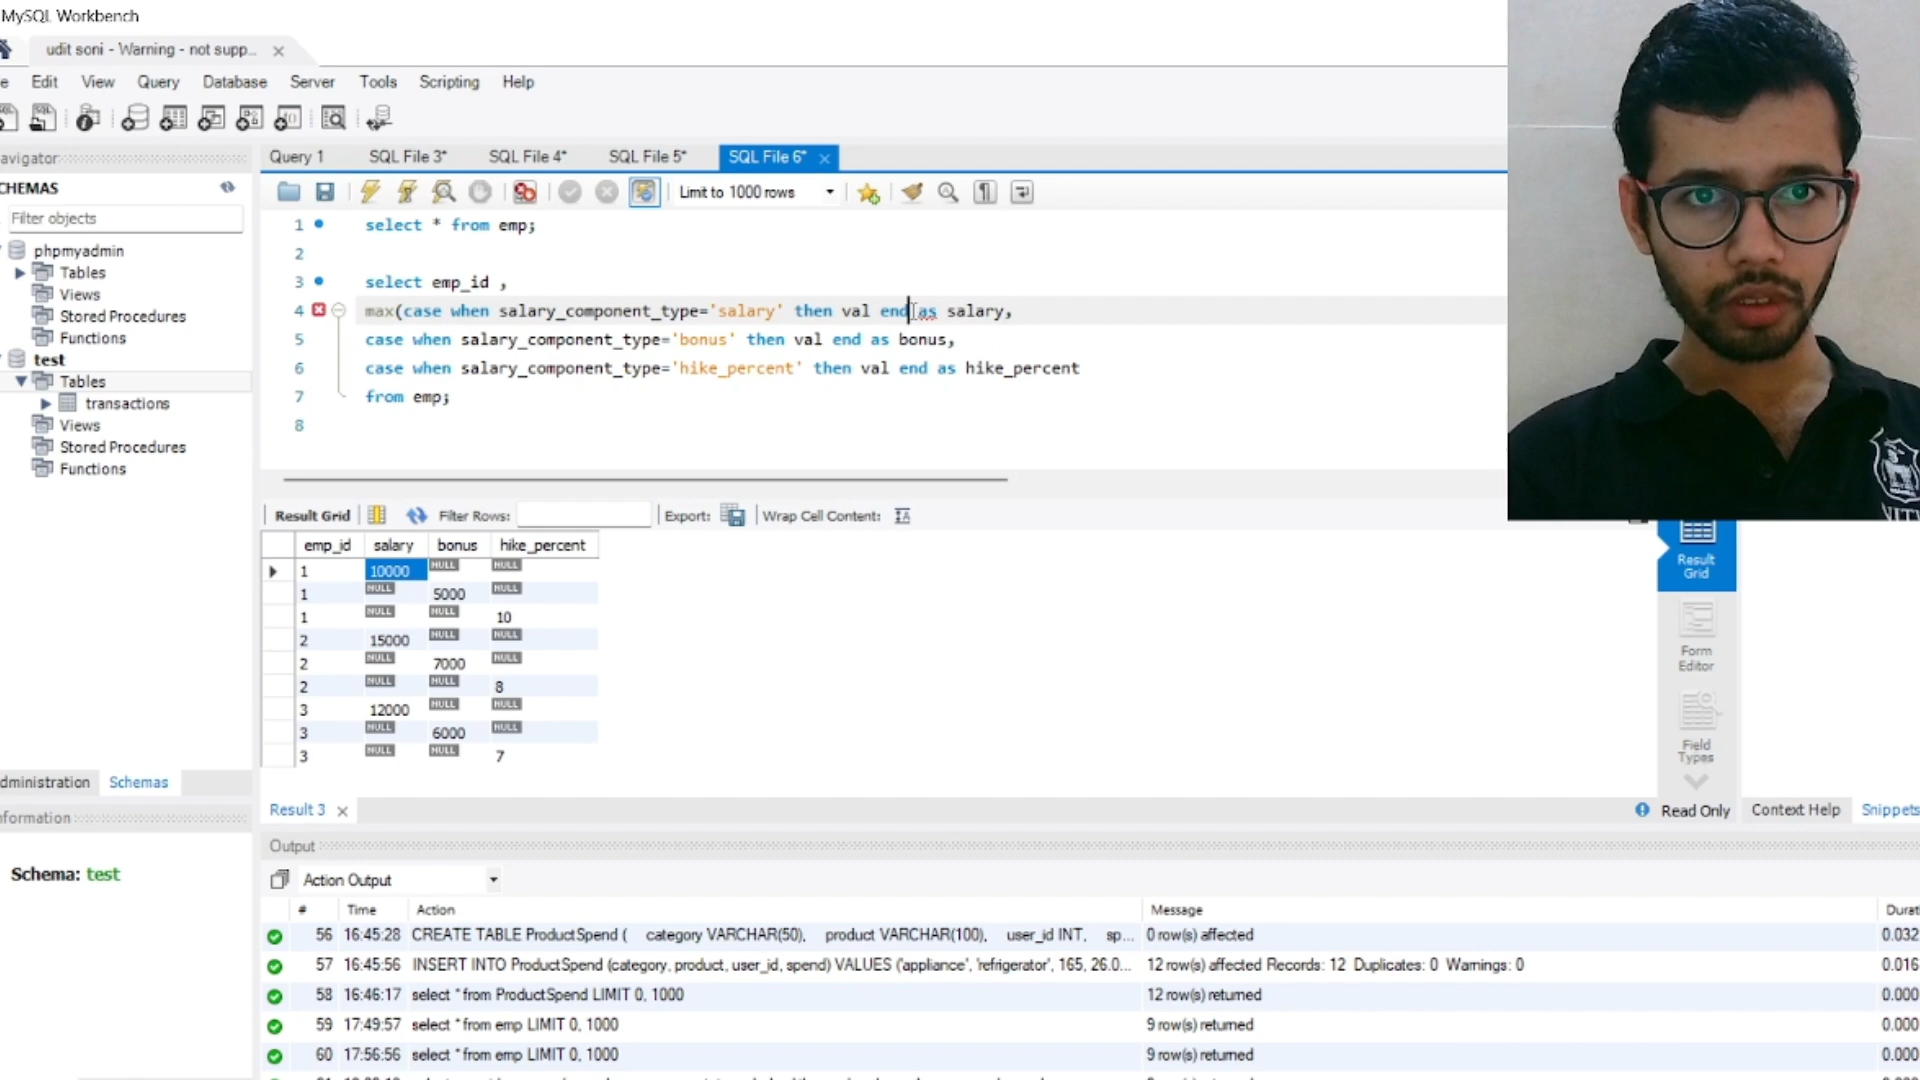 MySQL Workbench
udit soni - Warning - not supp...
Edit View Query Database Server Tools Scripting Help
avigator
Query 1 SQL File 3* SQL File 4* SQL File 5* SQL File 6*
CHEMAS
Limit to 1000 rows
Filter objects
phpmyadmin
Tables
Views
Stored Procedures
Functions
test
Tables
transactions
Views
Stored Procedures
Functions
1 select * from emp;
2
3 select emp_id ,
4 max(case when salary_component_type='salary' then val end as salary,
5 case when salary_component_type='bonus' then val end as bonus,
6 case when salary_component_type='hike_percent' then val end as hike_percent
7 from emp;
8
Result Grid Filter Rows: Export: Wrap Cell Content:
emp_id salary bonus hike_percent
1 10000 NULL NULL
1 NULL 5000 NULL
1 NULL NULL 10
2 15000 NULL NULL
2 NULL 7000 NULL
2 NULL NULL 8
3 12000 NULL NULL
3 NULL 6000 NULL
3 NULL NULL 7
Result Grid
Form Editor
Field Types
dministration Schemas
nformation
Schema: test
Result 3
Read Only Context Help Snippets
Output
Action Output
# Time Action Message Durat
56 16:45:28 CREATE TABLE ProductSpend ( category VARCHAR(50), product VARCHAR(100), user_id INT, sp... 0 row(s) affected 0.032
57 16:45:56 INSERT INTO ProductSpend (category, product, user_id, spend) VALUES ('appliance', 'refrigerator', 165, 26.0... 12 row(s) affected Records: 12 Duplicates: 0 Warnings: 0 0.016
58 16:46:17 select * from ProductSpend LIMIT 0, 1000 12 row(s) returned 0.000
59 17:49:57 select * from emp LIMIT 0, 1000 9 row(s) returned 0.000
60 17:56:56 select * from emp LIMIT 0, 1000 9 row(s) returned 0.000